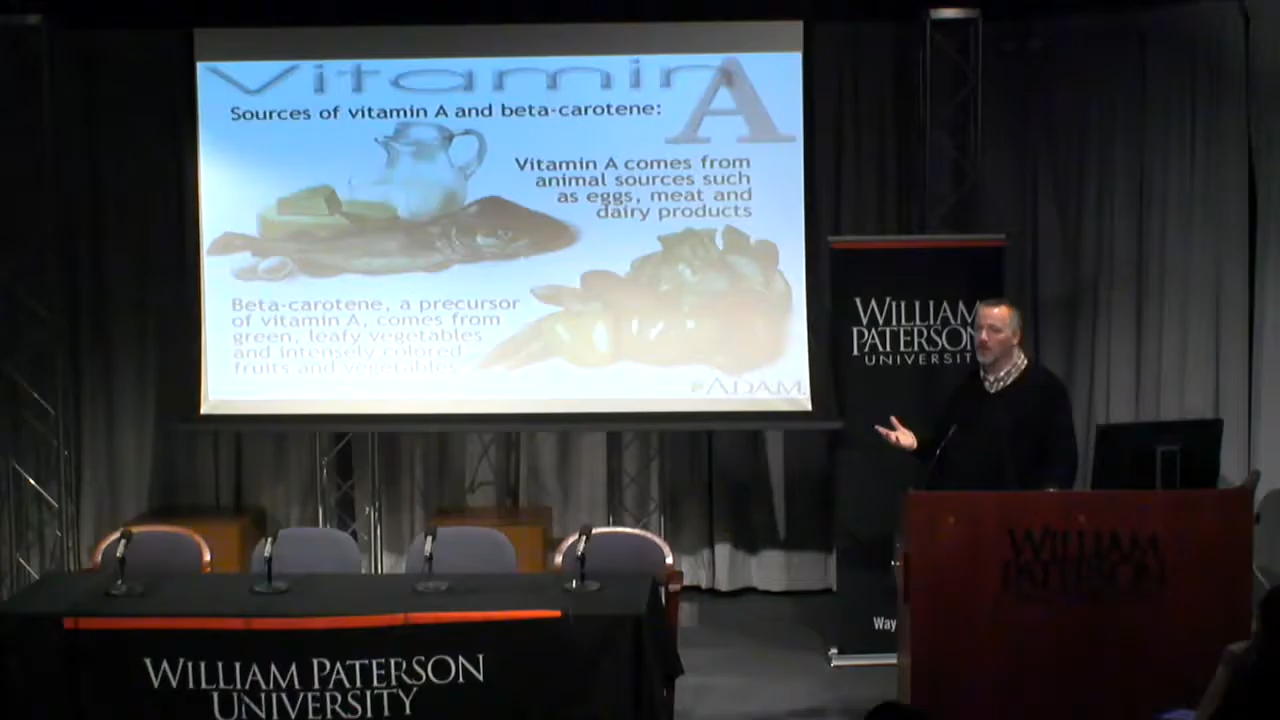 Vitamin A
Sources of vitamin A and beta-carotene:
Vitamin A comes from
animal sources such
as eggs, meat and
dairy products
Beta-carotene, a precursor
of vitamin A, comes from
green, leafy vegetables
and intensely colored
fruits and vegetables
ADAM.
WILLIAM
PATERSON
UNIVERSITY
Way
WILLIAM
PATERSON
WILLIAM PATERSON
UNIVERSITY